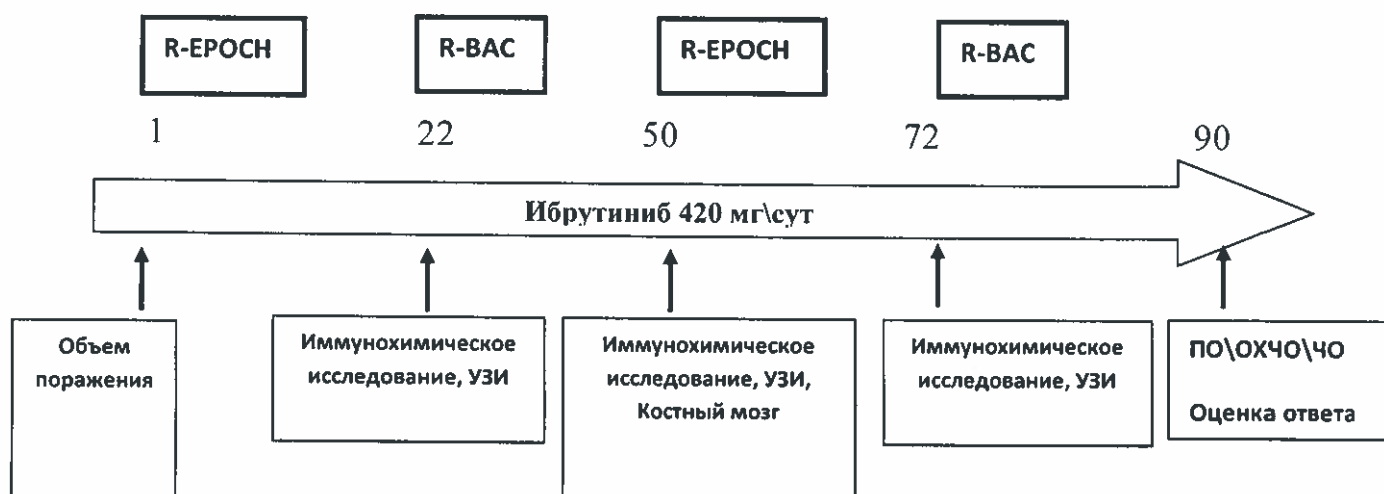 R-EPOCH
R-BAC
R-EPOCH
R-BAC
1
22
50
72
90
Ибрутиниб 420 мг\сут
Объем
поражения
Иммунохимическое
исследование, УЗИ
Иммунохимическое
исследование, УЗИ,
Костный мозг
Иммунохимическое
исследование, УЗИ
ПО\ОХЧО\ЧО
Оценка ответа